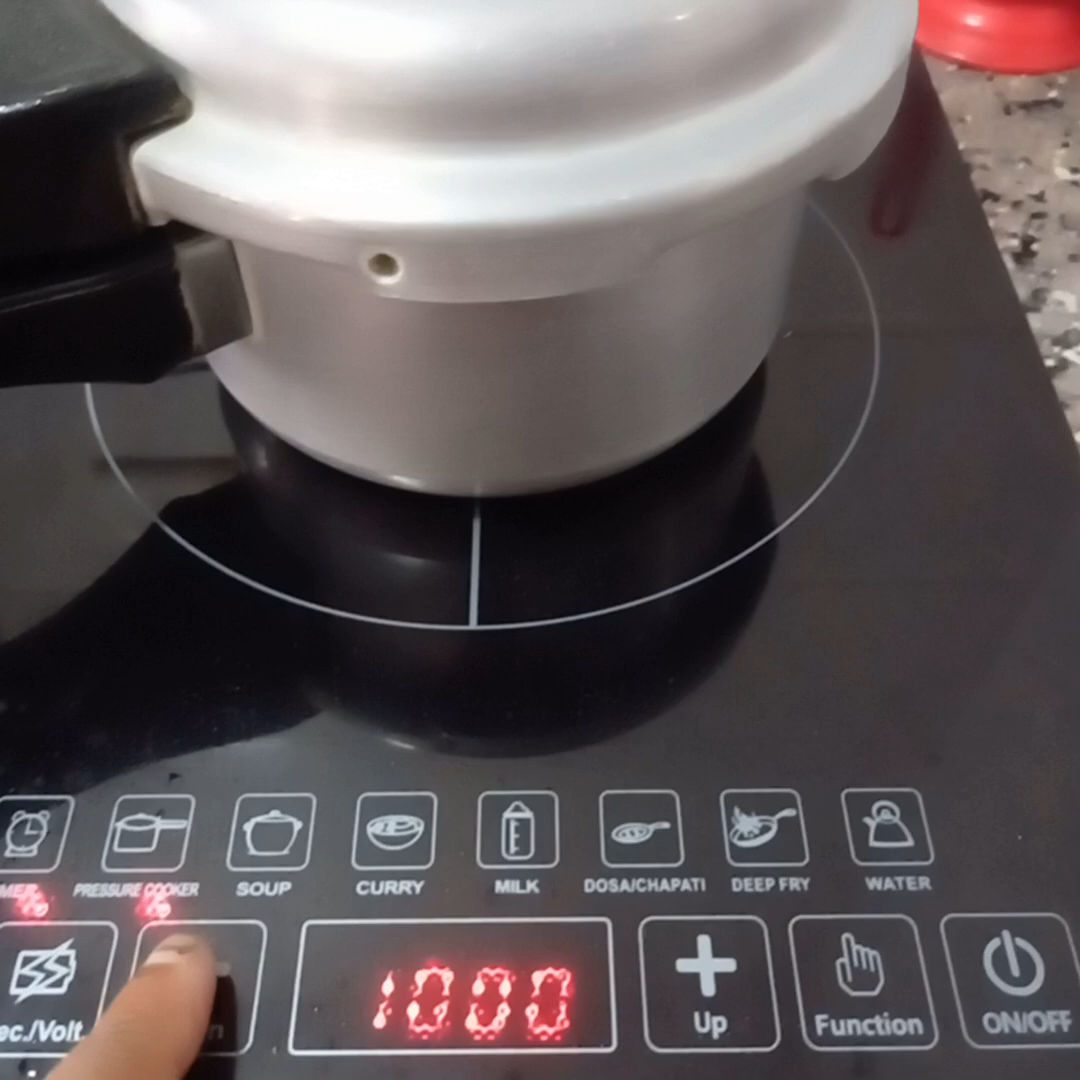 PRESSURE COOKER
SOUP
CURRY
MILK
DOSA/CHAPATI
DEEP FRY
WATER
1000
Up
Function
ON/OFF